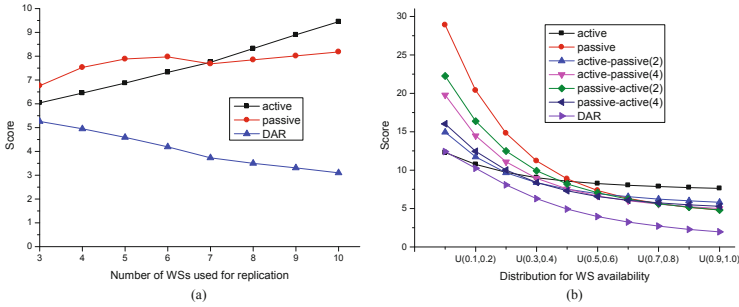 10
9
8
7
6
5
4
3
2
1
0
Score
active
passive
DAR
3 4 5 6 7 8 9 10
Number of WSs used for replication
(a)
30
25
20
15
10
5
0
Score
active
passive
active-passive(2)
active-passive(4)
passive-active(2)
passive-active(4)
DAR
U(0.1,0.2) U(0.3,0.4) U(0.5,0.6) U(0.7,0.8) U(0.9,1.0)
Distribution for WS availability
(b)